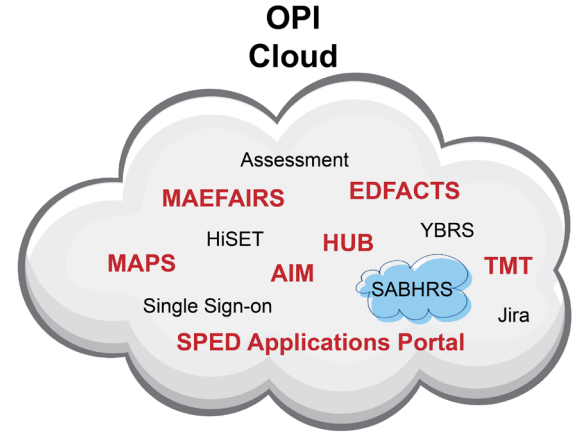 OPI
Cloud
Assessment
MAEFAIRS
EDFACTS
HiSET
HUB
YBRS
MAPS
AIM
TMT
SABHRS
Single Sign-on
Jira
SPED Applications Portal